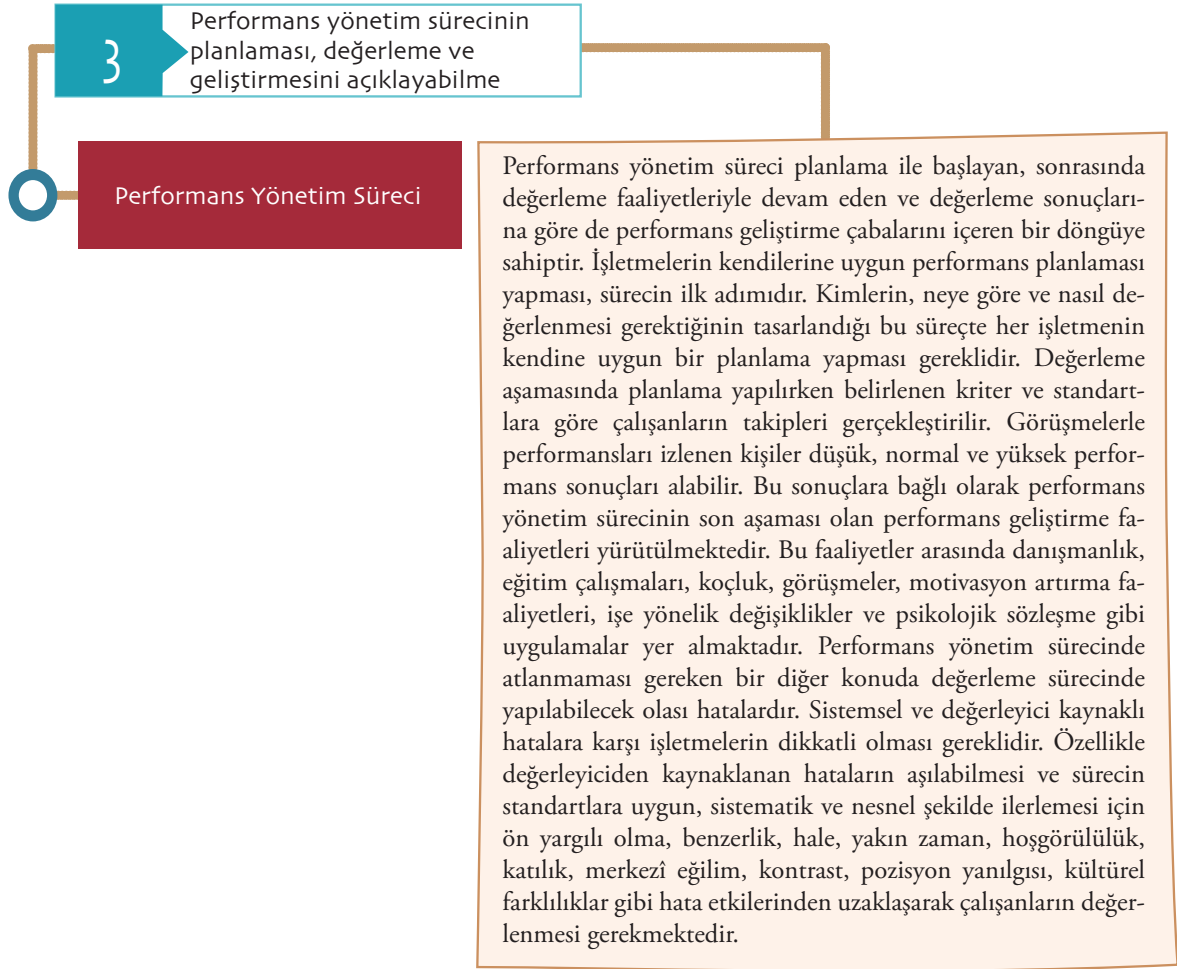 3
Performans yönetim sürecinin
planlaması, değerleme ve
geliştirmesini açıklayabilme
Performans Yönetim Süreci
Performans yönetim süreci planlama ile başlayan, sonrasında
değerleme faaliyetleriyle devam eden ve değerleme sonuçları-
na göre de performans geliştirme çabalarını içeren bir döngüye
sahiptir. İşletmelerin kendilerine uygun performans planlaması
yapması, sürecin ilk adımıdır. Kimlerin, neye göre ve nasıl de-
ğerlenmesi gerektiğinin tasarlandığı bu süreçte her işletmenin
kendine uygun bir planlama yapması gereklidir. Değerleme
aşamasında planlama yapılırken belirlenen kriter ve standart-
lara göre çalışanların takipleri gerçekleştirilir. Görüşmelerle
performansları izlenen kişiler düşük, normal ve yüksek perfor-
mans sonuçları alabilir. Bu sonuçlara bağlı olarak performans
yönetim sürecinin son aşaması olan performans geliştirme fa-
aliyetleri yürütülmektedir. Bu faaliyetler arasında danışmanlık,
eğitim çalışmaları, koçluk, görüşmeler, motivasyon artırma fa-
aliyetleri, işe yönelik değişiklikler ve psikolojik sözleşme gibi
uygulamalar yer almaktadır. Performans yönetim sürecinde
atlanmaması gereken bir diğer konuda değerleme sürecinde
yapılabilecek olası hatalardır. Sistemsel ve değerleyici kaynaklı
hatalara karşı işletmelerin dikkatli olması gereklidir. Özellikle
değerleyiciden kaynaklanan hataların aşılabilmesi ve sürecin
standartlara uygun, sistematik ve nesnel şekilde ilerlemesi için
ön yargılı olma, benzerlik, hale, yakın zaman, hoşgörülülük,
katılık, merkezî eğilim, kontrast, pozisyon yanılgısı, kültürel
farklılıklar gibi hata etkilerinden uzaklaşarak çalışanların değer-
lenmesi gerekmektedir.